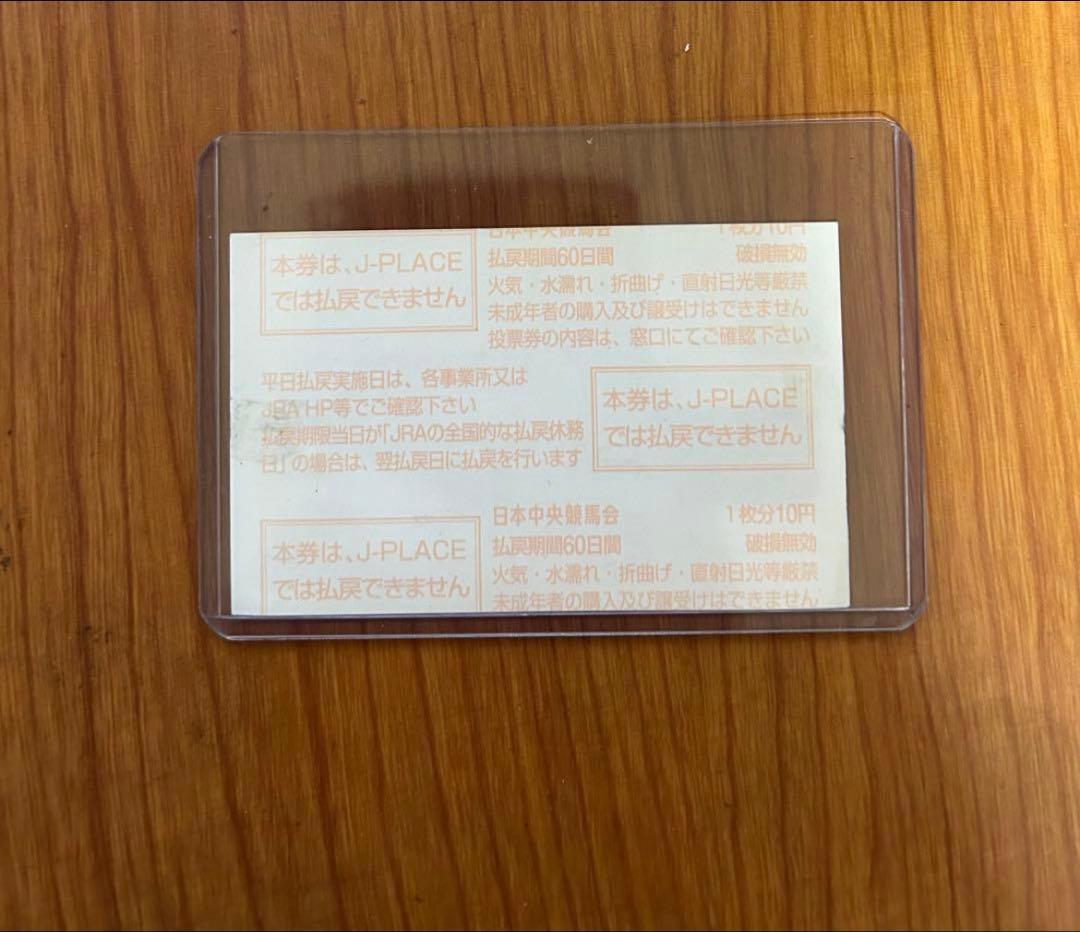 本券は、J-PLACE
では払戻できません
日本中央競馬会 1枚分10円
払戻期間60日間 破損無効
火気・水濡れ・折曲げ・直射日光等厳禁
未成年者の購入及び譲受けはできません
投票券の内容は、窓口にてご確認下さい
平日払戻実施日は、各事業所又は
JRA HP等でご確認下さい
払戻期限当日が「JRAの全国的な払戻休務
日」の場合は、翌払戻日に払戻を行います
本券は、J-PLACE
では払戻できません
本券は、J-PLACE
では払戻できません
日本中央競馬会 1枚分10円
払戻期間60日間 破損無効
火気・水濡れ・折曲げ・直射日光等厳禁
未成年者の購入及び譲受けはできません